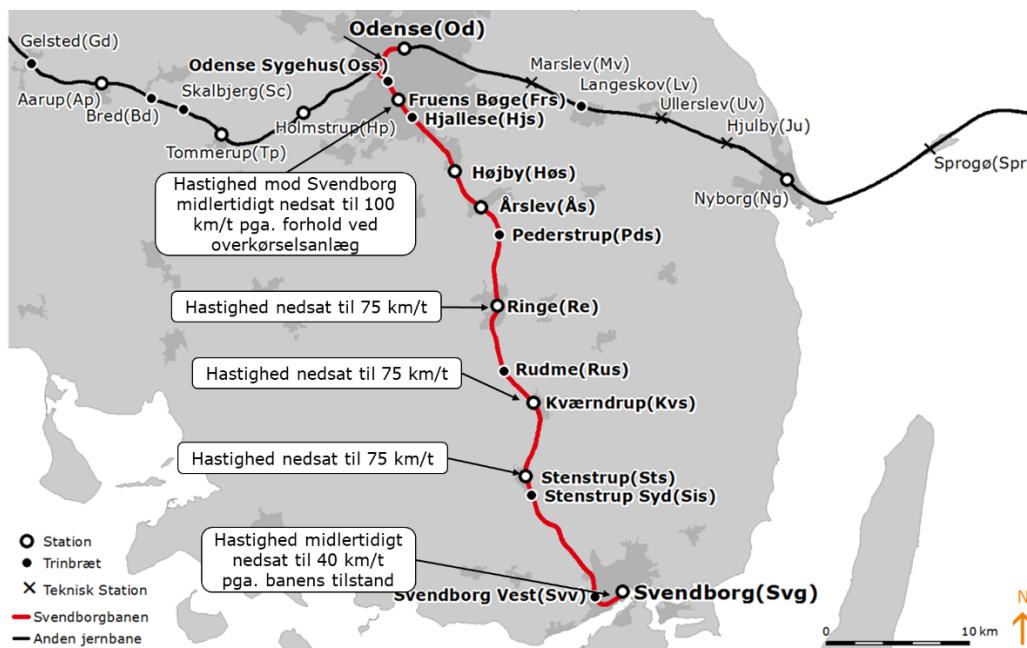 Odense(Od)
Gelsted(Gd)
Odense Sygehus(Oss)
Marslev(Mv)
Skalbjerg(Sc)
Langeskov(Lv)
Aarup(Ap)
Fruens Bøge(Frs)
Ullerslev(Uv)
Bred(Bd)
Hjallese(Hjs)
Holmstrup(Hp)
Hjulby(Ju)
Tommerup(Tp)
Sprogø(Spr
Højby(Høs)
Nyborg(Ng)
Hastighed mod Svendborg
midlertidigt nedsat til 100
km/t pga. forhold ved
overkørselsanlæg
Årslev(Ås)
Pederstrup(Pds)
Hastighed nedsat til 75 km/t
Ringe(Re)
Rudme(Rus)
Hastighed nedsat til 75 km/t
Kværndrup(Kvs)
Hastighed nedsat til 75 km/t
Stenstrup(Sts)
Stenstrup Syd(Sis)
Hastighed midlertidigt
nedsat til 40 km/t
pga. banens tilstand
Svendborg Vest(Svv)
Svendborg(Svg)
Station
Trinbræt
Teknisk Station
Svendborgbanen
Anden jernbane
0 10 km
N